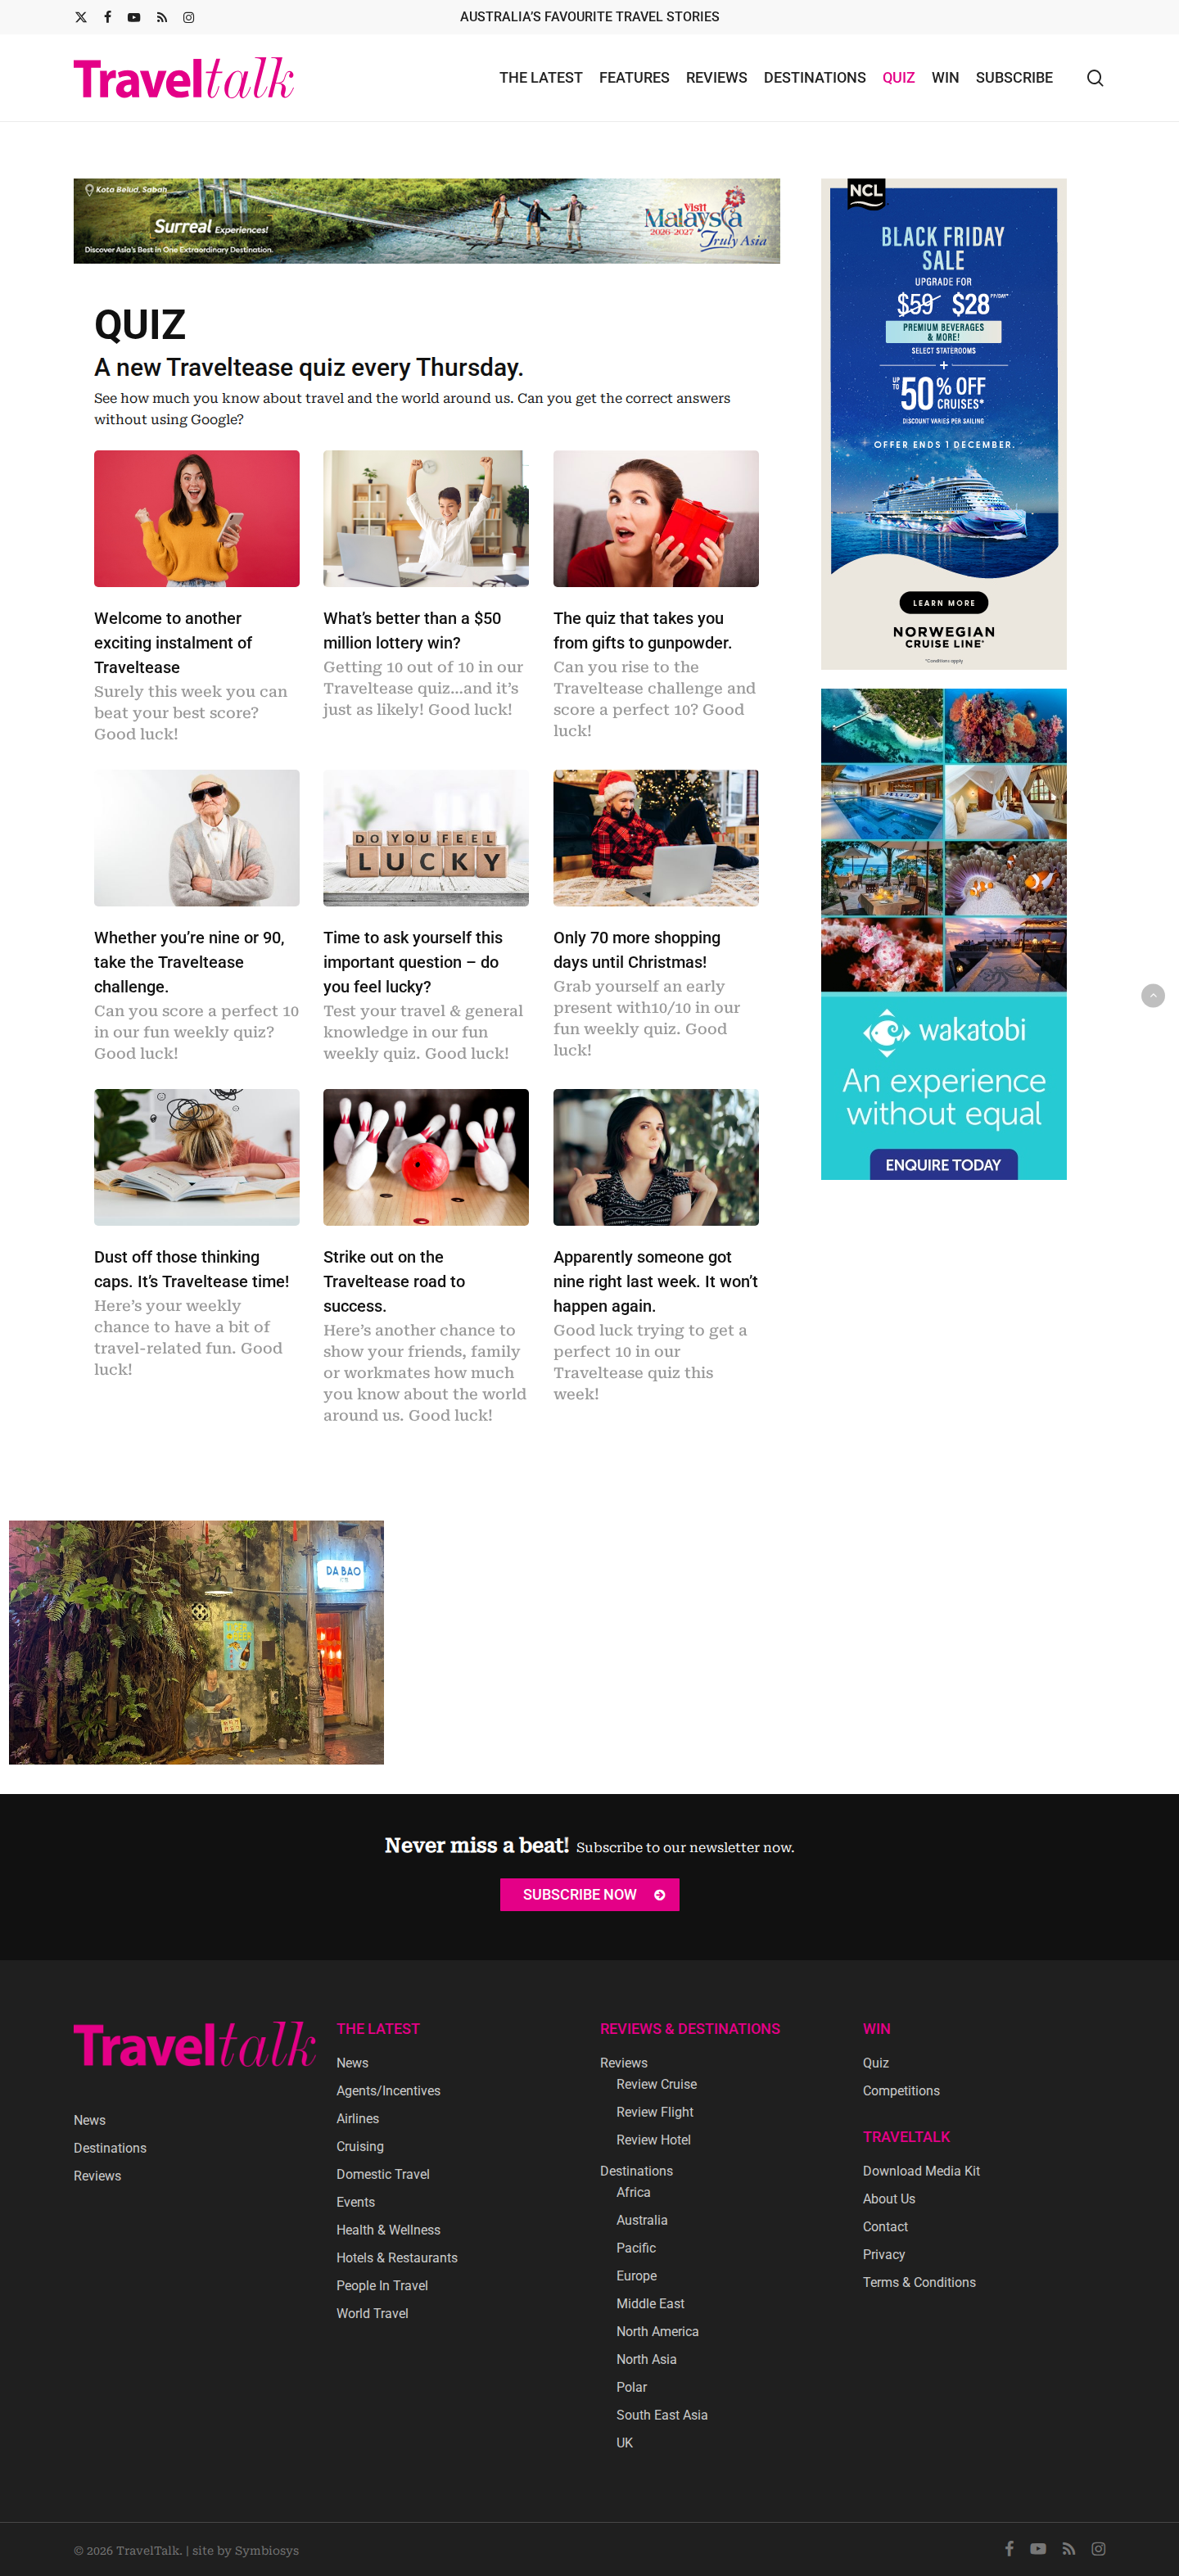 AUSTRALIA'S FAVOURITE TRAVEL STORIES
Traveltalk
THE LATEST
FEATURES
REVIEWS
DESTINATIONS
QUIZ
WIN
SUBSCRIBE
Kota Belud, Sabah
Surreal Experiences!
Discover Asia's Best in One Extraordinary Destination.
Visit
Malaysia
2026-2027
Truly Asia
NCL
BLACK FRIDAY
SALE
UPGRADE FOR
$59 $28 PP/DAY*
PREMIUM BEVERAGES
& MORE!
SELECT STATEROOMS
+
UP TO 50% OFF
CRUISES*
DISCOUNT VARIES PER SAILING
OFFER ENDS 1 DECEMBER.
LEARN MORE
NORWEGIAN
CRUISE LINE
*Conditions apply
QUIZ
A new Traveltease quiz every Thursday.
See how much you know about travel and the world around us. Can you get the correct answers
without using Google?
Welcome to another
exciting instalment of
Traveltease
Surely this week you can
beat your best score?
Good luck!
What's better than a $50
million lottery win?
Getting 10 out of 10 in our
Traveltease quiz...and it's
just as likely! Good luck!
The quiz that takes you
from gifts to gunpowder.
Can you rise to the
Traveltease challenge and
score a perfect 10? Good
luck!
DO YOU FEEL
LUCKY
Whether you're nine or 90,
take the Traveltease
challenge.
Can you score a perfect 10
in our fun weekly quiz?
Good luck!
Time to ask yourself this
important question – do
you feel lucky?
Test your travel & general
knowledge in our fun
weekly quiz. Good luck!
Only 70 more shopping
days until Christmas!
Grab yourself an early
present with10/10 in our
fun weekly quiz. Good
luck!
wakatobi
An experience
without equal
ENQUIRE TODAY
Dust off those thinking
caps. It's Traveltease time!
Here's your weekly
chance to have a bit of
travel-related fun. Good
luck!
Strike out on the
Traveltease road to
success.
Here's another chance to
show your friends, family
or workmates how much
you know about the world
around us. Good luck!
Apparently someone got
nine right last week. It won't
happen again.
Good luck trying to get a
perfect 10 in our
Traveltease quiz this
week!
DA BAO
Never miss a beat! Subscribe to our newsletter now.
SUBSCRIBE NOW
Traveltalk
News
Destinations
Reviews
THE LATEST
News
Agents/Incentives
Airlines
Cruising
Domestic Travel
Events
Health & Wellness
Hotels & Restaurants
People In Travel
World Travel
REVIEWS & DESTINATIONS
Reviews
Review Cruise
Review Flight
Review Hotel
Destinations
Africa
Australia
Pacific
Europe
Middle East
North America
North Asia
Polar
South East Asia
UK
WIN
Quiz
Competitions
TRAVELTALK
Download Media Kit
About Us
Contact
Privacy
Terms & Conditions
© 2026 TravelTalk. | site by Symbiosys